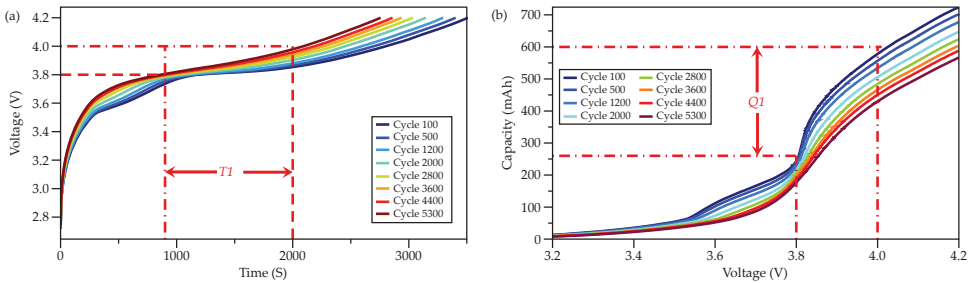 (a)
4.2
4.0
3.8
3.6
3.4
3.2
3.0
2.8
Voltage (V)
T1
Cycle 100
Cycle 500
Cycle 1200
Cycle 2000
Cycle 2800
Cycle 3600
Cycle 4400
Cycle 5300
0 1000 2000 3000
Time (S)
(b)
700
600
500
400
300
200
100
0
Capacity (mAh)
Cycle 100 Cycle 2800
Cycle 500 Cycle 3600
Cycle 1200 Cycle 4400
Cycle 2000 Cycle 5300
Q1
3.2 3.4 3.6 3.8 4.0 4.2
Voltage (V)